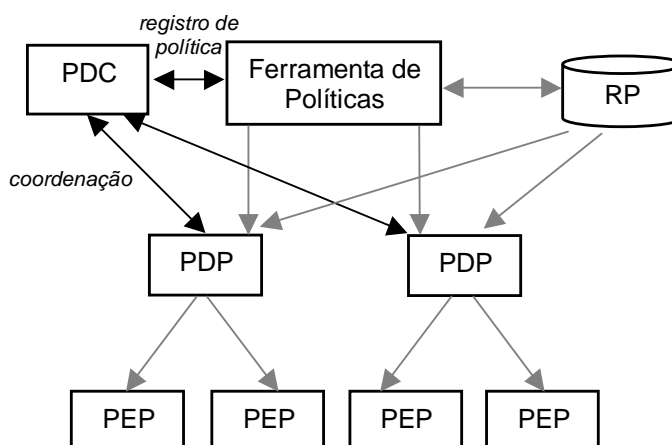 registro de
política
PDC
Ferramenta de
Políticas
RP
coordenação
PDP
PDP
PEP
PEP
PEP
PEP